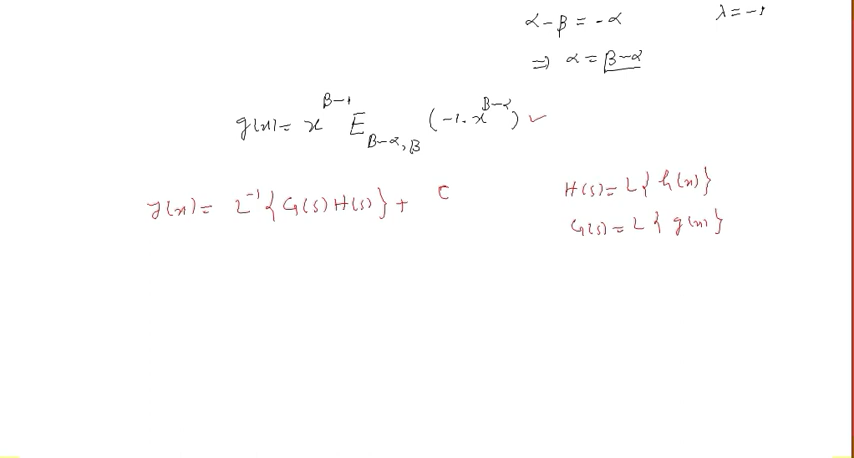 α - β = - α
λ = - 1
⇒ α = β - α
g(x) = x^{β-1} E_{β-α, β} (-1 . x^{β-α}) ✓
y(x) = L^{-1} { G(s) H(s) } + C
H(s) = L { h(x) }
G(s) = L { g(x) }